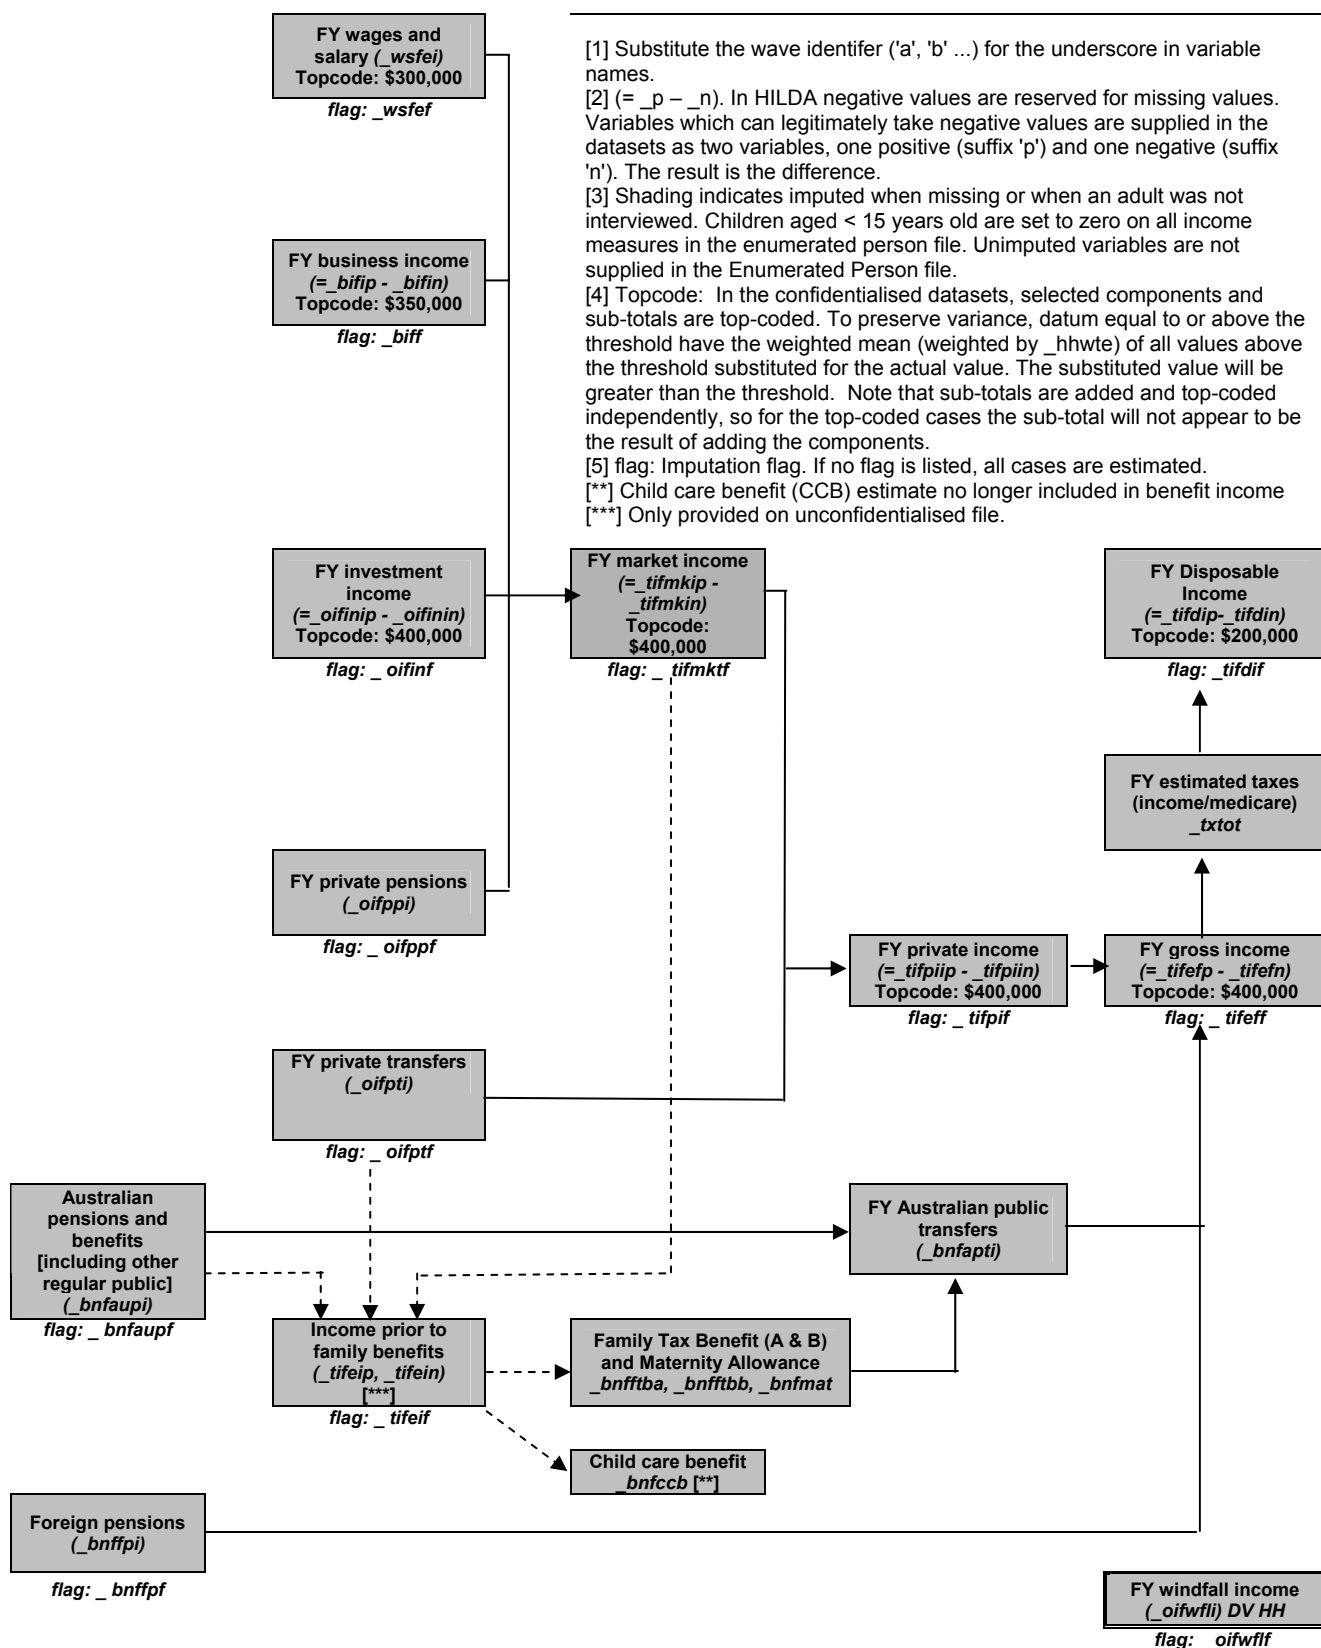 FY wages and
salary (_wsfei)
Topcode: $300,000
flag: _wsfef
[1] Substitute the wave identifer ('a', 'b' ...) for the underscore in variable
names.
[2] (= _p – _n). In HILDA negative values are reserved for missing values.
Variables which can legitimately take negative values are supplied in the
datasets as two variables, one positive (suffix 'p') and one negative (suffix
'n'). The result is the difference.
[3] Shading indicates imputed when missing or when an adult was not
interviewed. Children aged < 15 years old are set to zero on all income
measures in the enumerated person file. Unimputed variables are not
supplied in the Enumerated Person file.
[4] Topcode:  In the confidentialised datasets, selected components and
sub-totals are top-coded. To preserve variance, datum equal to or above the
threshold have the weighted mean (weighted by _hhwte) of all values above
the threshold substituted for the actual value. The substituted value will be
greater than the threshold.  Note that sub-totals are added and top-coded
independently, so for the top-coded cases the sub-total will not appear to be
the result of adding the components.
[5] flag: Imputation flag. If no flag is listed, all cases are estimated.
[**] Child care benefit (CCB) estimate no longer included in benefit income
[***] Only provided on unconfidentialised file.
FY business income
(=_bifip - _bifin)
Topcode: $350,000
flag: _biff
FY investment
income
(=_oifinip - _oifinin)
Topcode: $400,000
flag: _ oifinf
FY market income
(=_tifmkip -
_tifmkin)
Topcode:
$400,000
flag: _ tifmktf
FY Disposable
Income
(=_tifdip-_tifdin)
Topcode: $200,000
flag: _tifdif
FY estimated taxes
(income/medicare)
_txtot
FY private pensions
(_oifppi)
flag: _ oifppf
FY private income
(=_tifpiip - _tifpiin)
Topcode: $400,000
flag: _ tifpif
FY gross income
(=_tifefp - _tifefn)
Topcode: $400,000
flag: _ tifeff
FY private transfers
(_oifpti)
flag: _ oifptf
Australian
pensions and
benefits
[including other
regular public]
(_bnfaupi)
flag: _ bnfaupf
FY Australian public
transfers
(_bnfapti)
Income prior to
family benefits
(_tifeip, _tifein)
[***]
flag: _ tifeif
Family Tax Benefit (A & B)
and Maternity Allowance
_bnfftba, _bnfftbb, _bnfmat
Child care benefit
_bnfccb [**]
Foreign pensions
(_bnffpi)
flag: _ bnffpf
FY windfall income
(_oifwfli) DV HH
flag: _ oifwflf